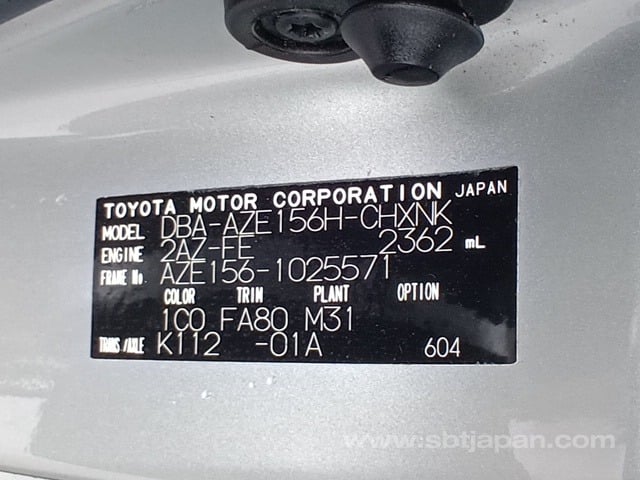 TOYOTA MOTOR CORPORATION JAPAN
MODEL DBA-AZE156H-CHXNK
ENGINE 2AZ-FE 2362 mL
FRAME No AZE156-1025571
COLOR TRIM PLANT OPTION
1C0 FA80 M31
TRANS/AXLE K112 -01A 604
www.sbtjapan.com